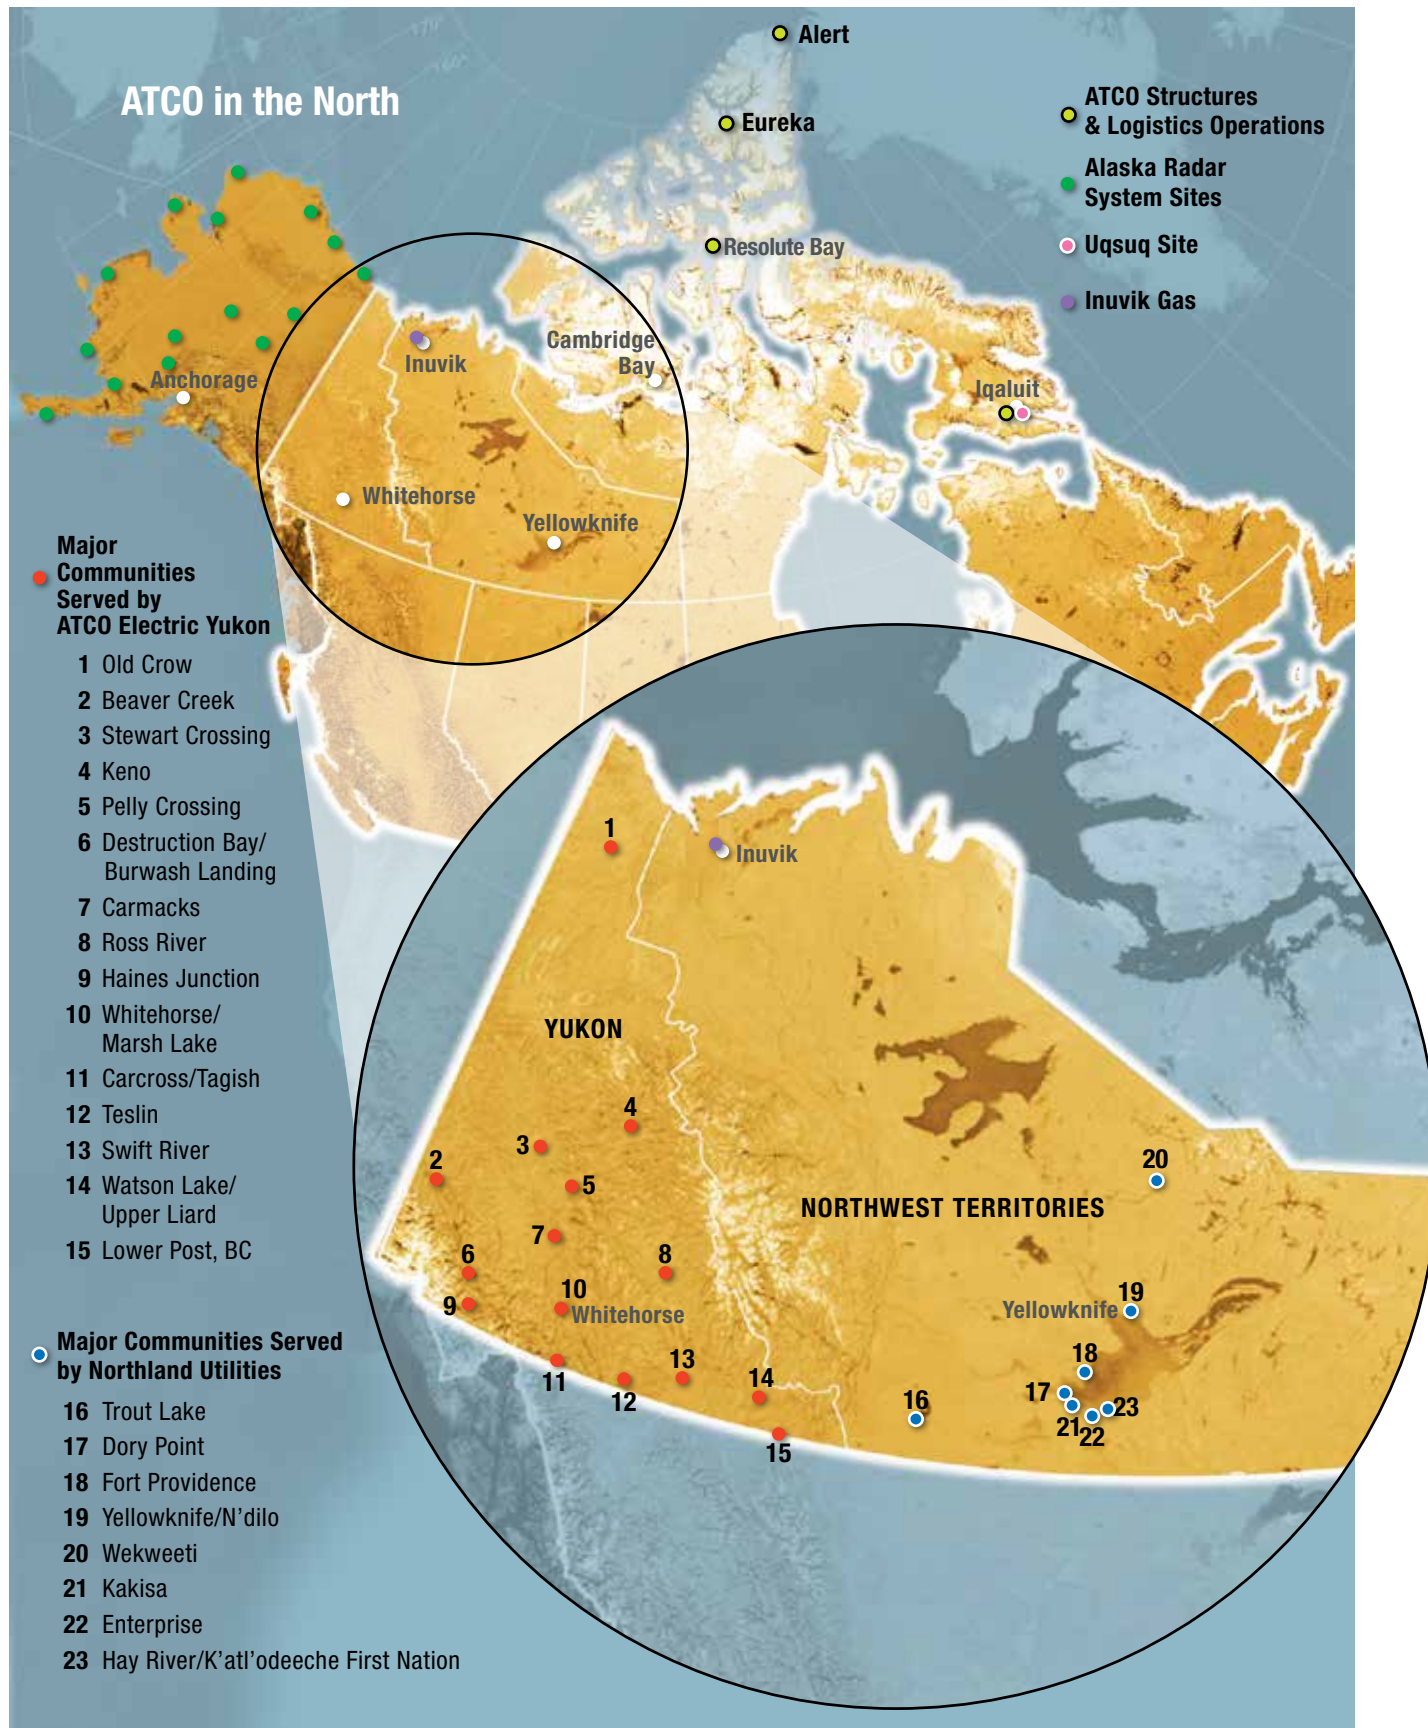 ATCO in the North
170°
160°
Alert
Eureka
Resolute Bay
ATCO Structures
& Logistics Operations
Alaska Radar
System Sites
Uqsuq Site
Inuvik Gas
Anchorage
Inuvik
Cambridge
Bay
Iqaluit
Whitehorse
Yellowknife
Major
Communities
Served by
ATCO Electric Yukon
1 Old Crow
2 Beaver Creek
3 Stewart Crossing
4 Keno
5 Pelly Crossing
6 Destruction Bay/
Burwash Landing
7 Carmacks
8 Ross River
9 Haines Junction
10 Whitehorse/
Marsh Lake
11 Carcross/Tagish
12 Teslin
13 Swift River
14 Watson Lake/
Upper Liard
15 Lower Post, BC
Major Communities Served
by Northland Utilities
16 Trout Lake
17 Dory Point
18 Fort Providence
19 Yellowknife/N'dilo
20 Wekweeti
21 Kakisa
22 Enterprise
23 Hay River/K'atl'odeeche First Nation
1
Inuvik
YUKON
4
3
2
5
20
NORTHWEST TERRITORIES
7
6
8
9
10
Whitehorse
19
Yellowknife
18
13
11
12
14
17
16
21
23
22
15